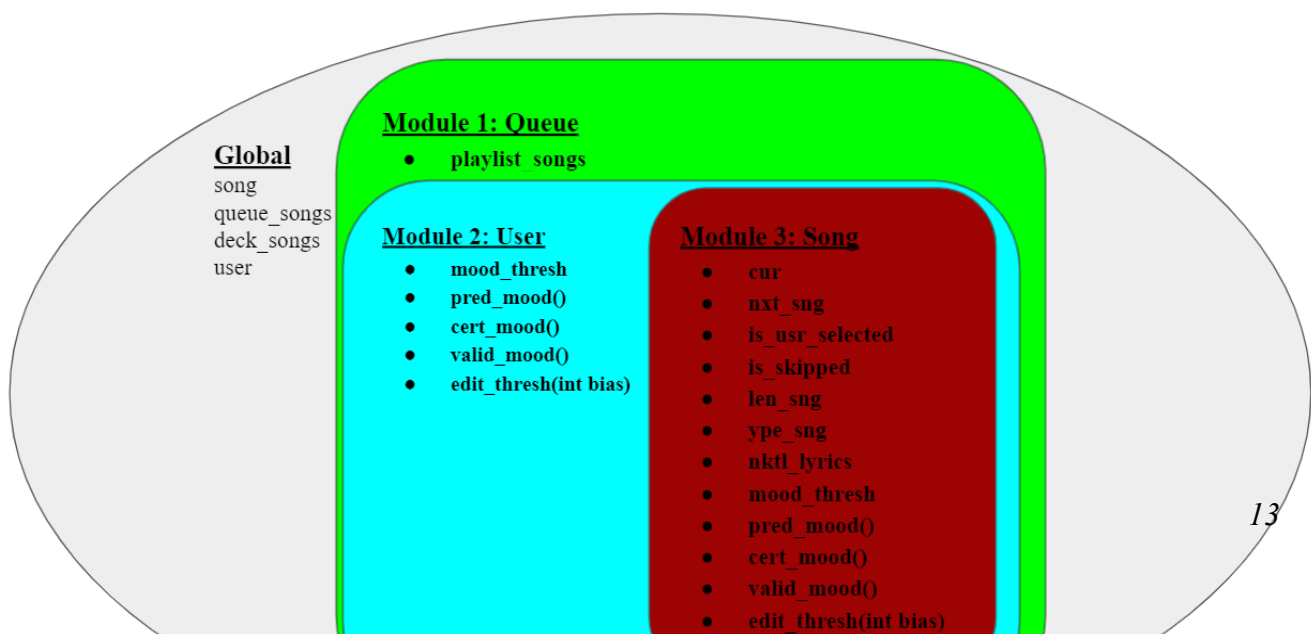 Module 1: Queue
● playlist_songs
Global
song
queue_songs
deck_songs
user
Module 2: User
● mood_thresh
● pred_mood()
● cert_mood()
● valid_mood()
● edit_thresh(int bias)
Module 3: Song
● cur
● nxt_sng
● is_usr_selected
● is_skipped
● len_sng
● ype_sng
● nktl_lyrics
● mood_thresh
● pred_mood()
● cert_mood()
● valid_mood()
● edit_thresh(int bias)
13